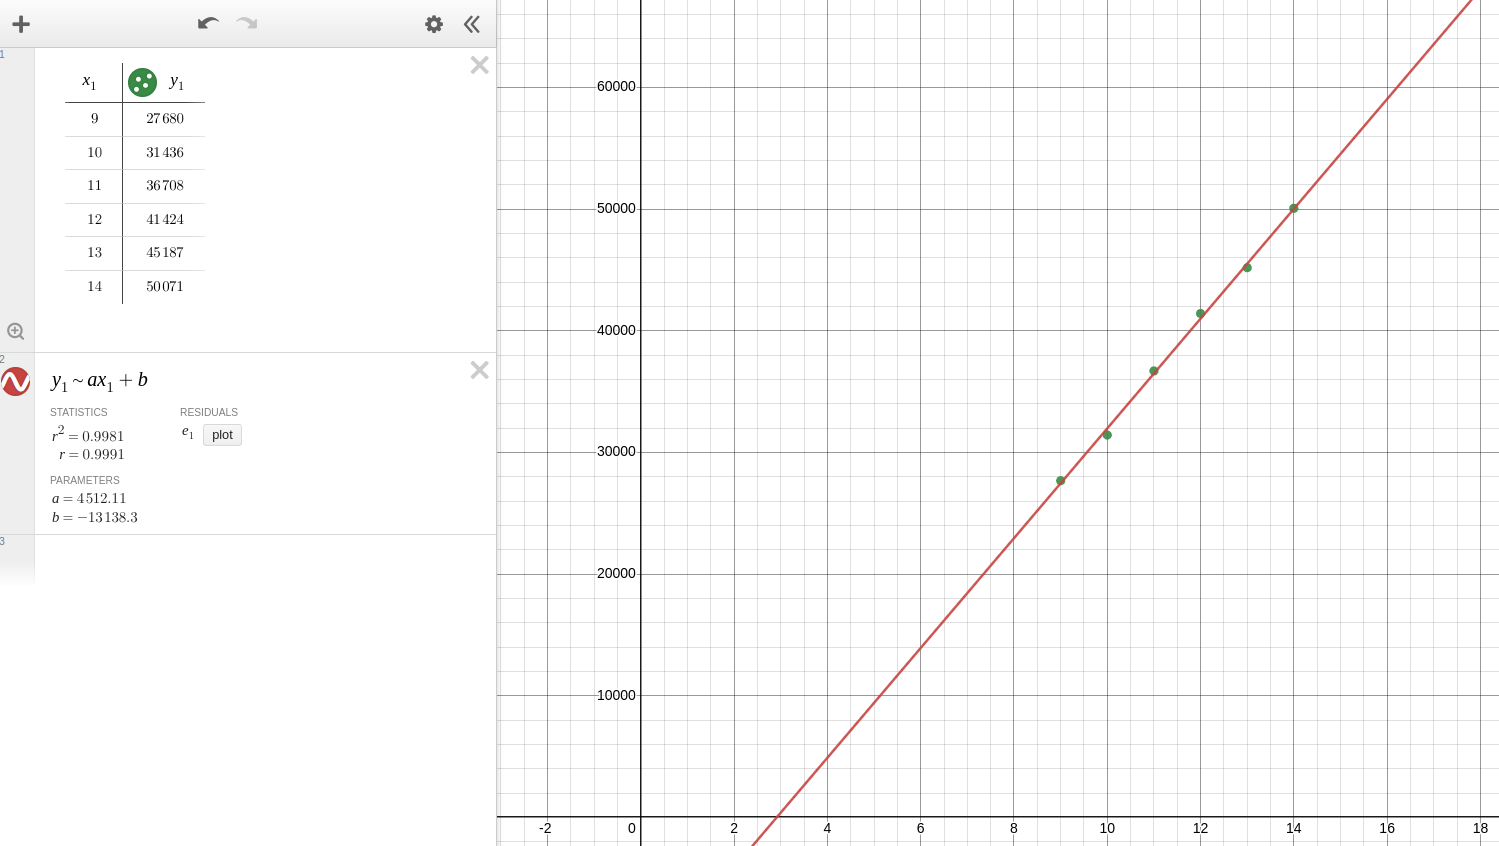 1
x₁ y₁
9 27680
10 31436
11 36708
12 41424
13 45187
14 50071
2
y₁ ~ ax₁ + b
STATISTICS RESIDUALS
r² = 0.9981 e₁ plot
r = 0.9991
PARAMETERS
a = 4512.11
b = −13138.3
3
60000
50000
40000
30000
20000
10000
-2 0 2 4 6 8 10 12 14 16 18